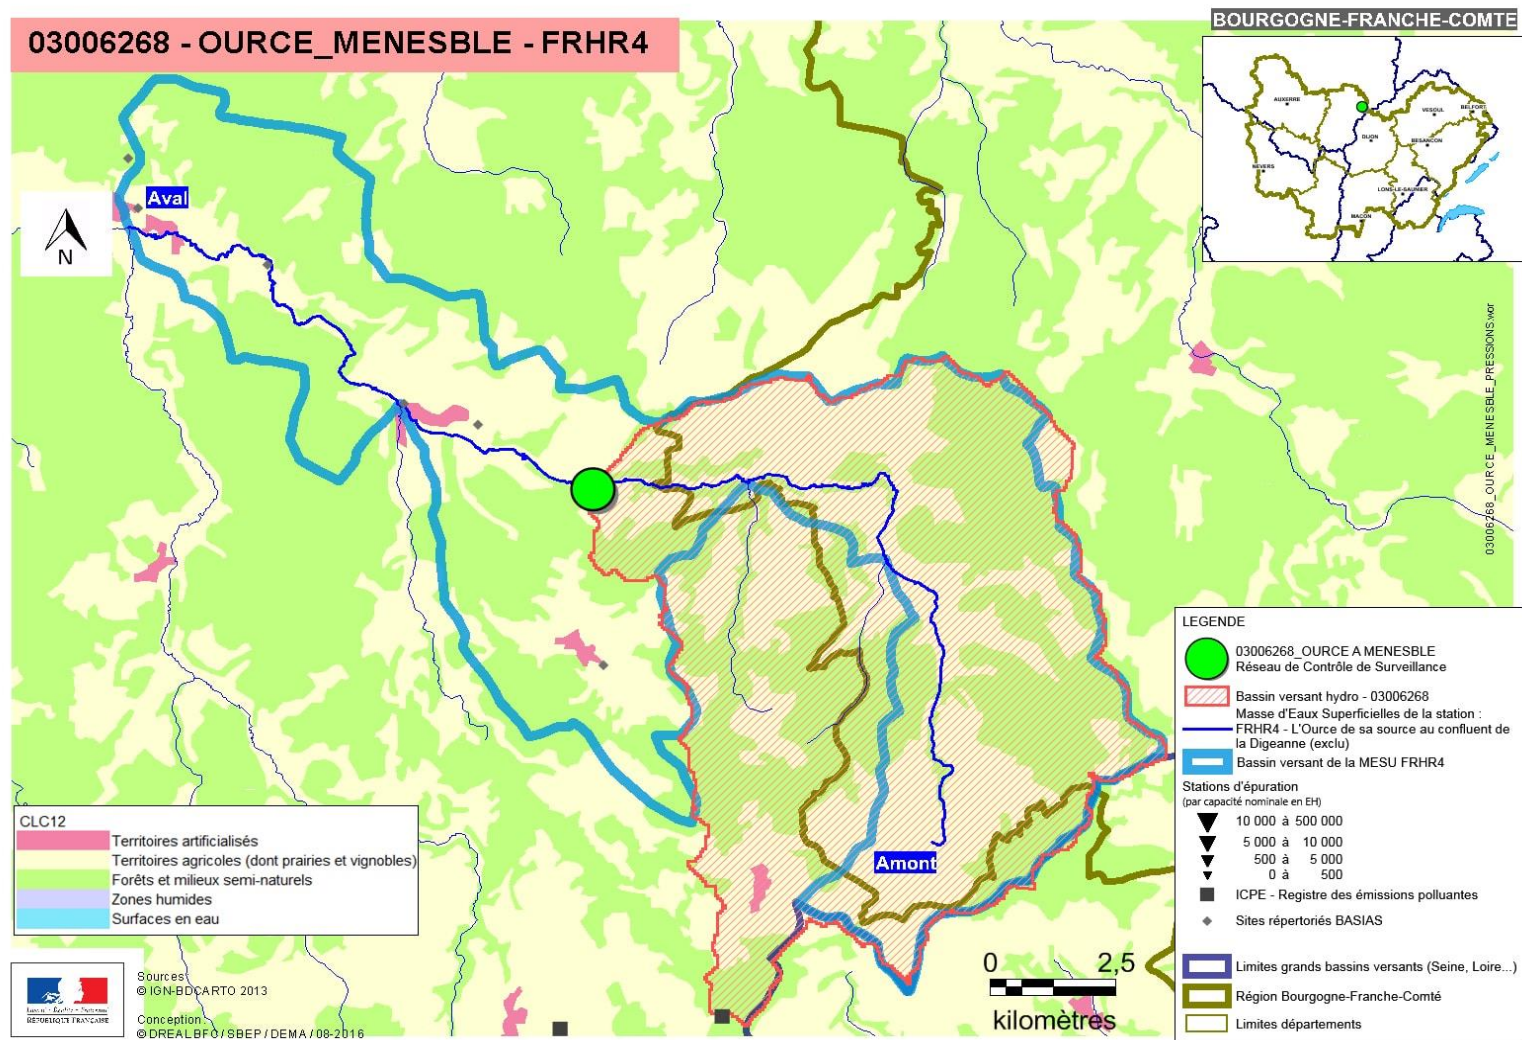 03006268 - OURCE_MENESBLE - FRHR4
BOURGOGNE-FRANCHE-COMTE
AUXERRE
VESOUL
BELFORT
DIJON
BESANCON
NEVERS
LONS-LE-SAUNIER
MACON
Aval
N
03006268_OURCE_MENESBLE_PRESSIONS.wor
Amont
LEGENDE
03006268_OURCE A MENESBLE
Réseau de Contrôle de Surveillance
Bassin versant hydro - 03006268
Masse d'Eaux Superficielles de la station :
FRHR4 - L'Ource de sa source au confluent de
la Digeanne (exclu)
Bassin versant de la MESU FRHR4
Stations d'épuration
(par capacité nominale en EH)
10 000 à 500 000
5 000 à 10 000
500 à 5 000
0 à 500
ICPE - Registre des émissions polluantes
Sites répertoriés BASIAS
Limites grands bassins versants (Seine, Loire...)
Région Bourgogne-Franche-Comté
Limites départements
CLC12
Territoires artificialisés
Territoires agricoles (dont prairies et vignobles)
Forêts et milieux semi-naturels
Zones humides
Surfaces en eau
0 2,5
kilomètres
Liberté • Égalité • Fraternité
RÉPUBLIQUE FRANÇAISE
Sources:
© IGN-BDCARTO 2013
Conception :
© DREAL BFC / SBEP / DEMA / 08-2016